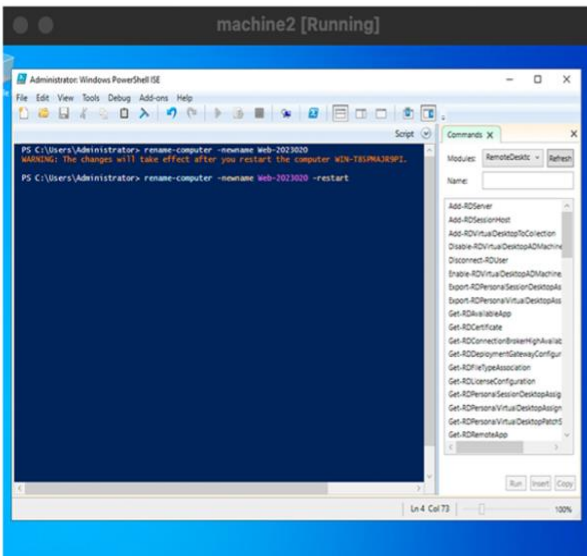 machine2 [Running]
Administrator: Windows PowerShell ISE
File Edit View Tools Debug Add-ons Help
Script
PS C:\Users\Administrator> rename-computer -newname Web-2023020
WARNING: The changes will take effect after you restart the computer WIN-T8SPMAJR9PI.
PS C:\Users\Administrator> rename-computer -newname Web-2023020 -restart
Commands X
Modules: RemoteDesktc Refresh
Name:
Add-RDServer
Add-RDSessionHost
Add-RDVirtualDesktopToCollection
Disable-RDVirtualDesktopADMachine
Disconnect-RDUser
Enable-RDVirtualDesktopADMachine
Export-RDPersonalSessionDesktopAs
Export-RDPersonalVirtualDesktopAss
Get-RDAvailableApp
Get-RDCertificate
Get-RDConnectionBrokerHighAvailab
Get-RDDeploymentGatewayConfigur
Get-RDFileTypeAssociation
Get-RDLicenseConfiguration
Get-RDPersonalSessionDesktopAssig
Get-RDPersonalVirtualDesktopAssign
Get-RDPersonalVirtualDesktopPatchS
Get-RDRemoteApp
Run Insert Copy
Ln 4 Col 73 100%